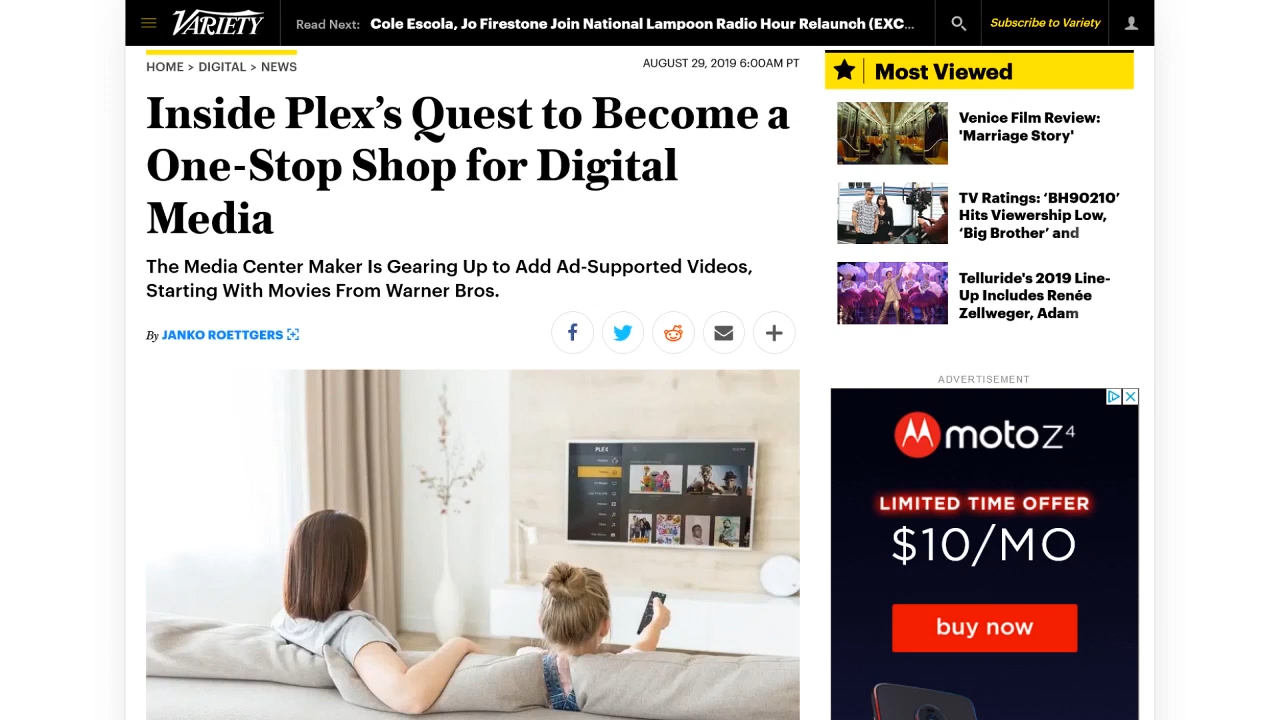 VARIETY
Read Next: Cole Escola, Jo Firestone Join National Lampoon Radio Hour Relaunch (EXC...
Subscribe to Variety
HOME > DIGITAL > NEWS
AUGUST 29, 2019 6:00AM PT
Inside Plex’s Quest to Become a
One-Stop Shop for Digital
Media
The Media Center Maker Is Gearing Up to Add Ad-Supported Videos,
Starting With Movies From Warner Bros.
By JANKO ROETTGERS
PLEX
Most Viewed
Venice Film Review:
'Marriage Story'
TV Ratings: ‘BH90210’
Hits Viewership Low,
‘Big Brother’ and
Telluride's 2019 Line-
Up Includes Renée
Zellweger, Adam
ADVERTISEMENT
moto z4
LIMITED TIME OFFER
$10/MO
buy now